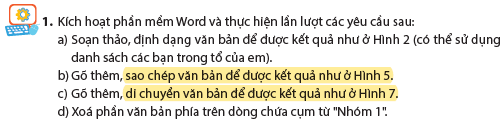 1. Kích hoạt phần mềm Word và thực hiện lần lượt các yêu cầu sau:
a) Soạn thảo, định dạng văn bản để được kết quả như ở Hình 2 (có thể sử dụng
danh sách các bạn trong tổ của em).
b) Gõ thêm, sao chép văn bản để được kết quả như ở Hình 5.
c) Gõ thêm, di chuyển văn bản để được kết quả như ở Hình 7.
d) Xoá phần văn bản phía trên dòng chứa cụm từ "Nhóm 1".